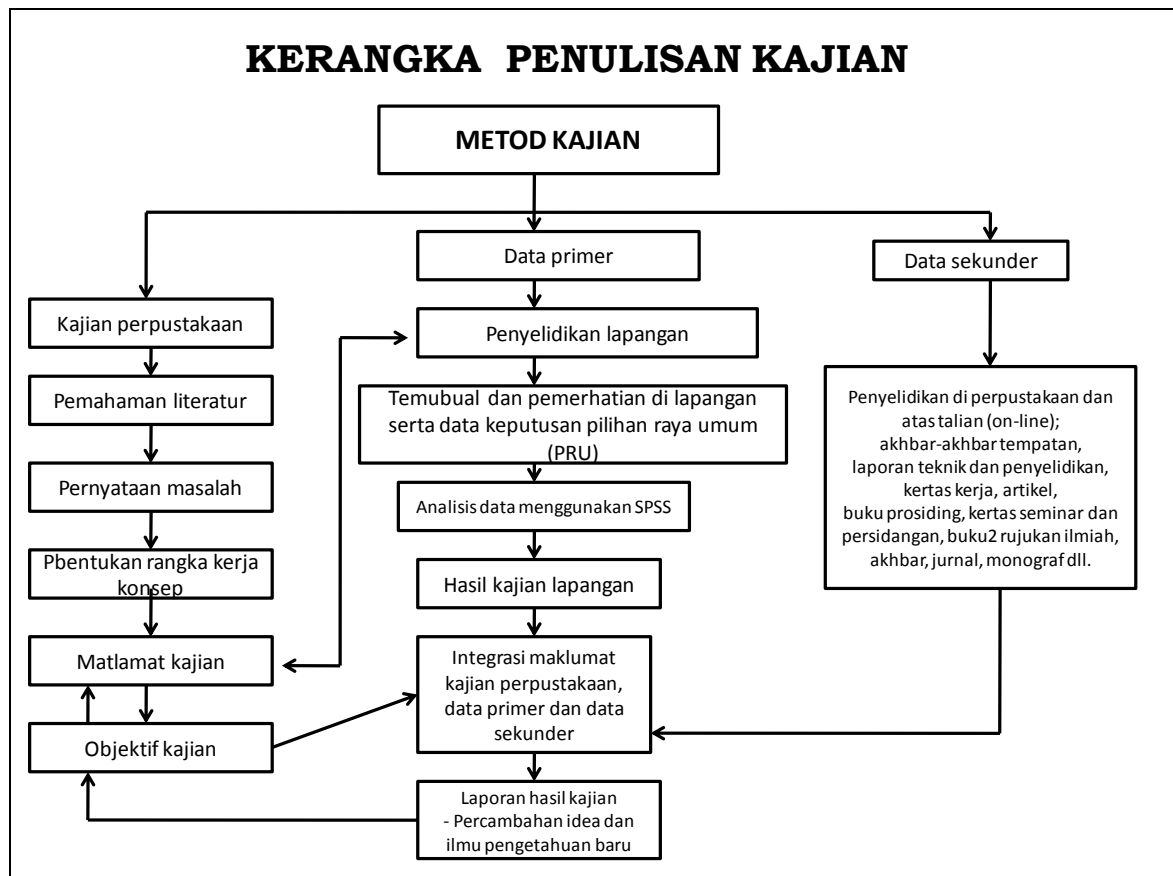 KERANGKA PENULISAN KAJIAN
METOD KAJIAN
Kajian perpustakaan
Pemahaman literatur
Pernyataan masalah
Pbentukan rangka kerja
konsep
Matlamat kajian
Objektif kajian
Data primer
Penyelidikan lapangan
Temubual dan pemerhatian di lapangan
serta data keputusan pilihan raya umum
(PRU)
Analisis data menggunakan SPSS
Hasil kajian lapangan
Integrasi maklumat
kajian perpustakaan,
data primer dan data
sekunder
Laporan hasil kajian
- Percambahan idea dan
ilmu pengetahuan baru
Data sekunder
Penyelidikan di perpustakaan dan
atas talian (on-line);
akhbar-akhbar tempatan,
laporan teknik dan penyelidikan,
kertas kerja, artikel,
buku prosiding, kertas seminar dan
persidangan, buku2 rujukan ilmiah,
akhbar, jurnal, monograf dll.